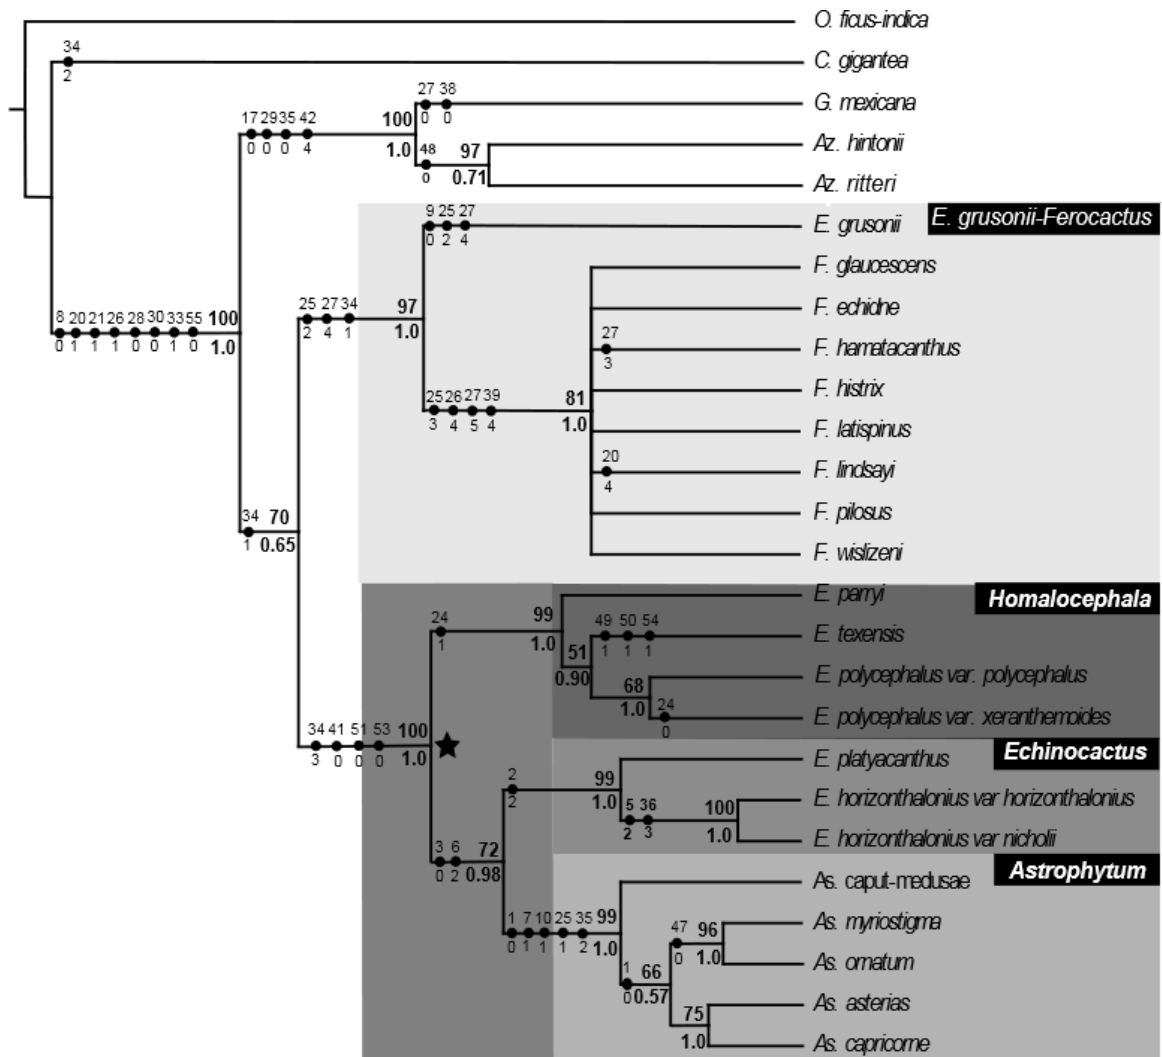 O. ficus-indica
34
2
C. gigantea
27 38
0 0
G. mexicana
17 29 35 42
0 0 0 4
100
1.0
Az. hintonii
48
0
97
0.71
Az. ritteri
E. grusonii-Ferocactus
9 25 27
0 2 4
E. grusonii
F. glaucescens
25 27 34
2 4 1
97
1.0
F. echidne
8 20 21 26 28 30 33 55
0 1 1 1 0 0 1 0
100
1.0
27
3
F. hamatacanthus
25 26 27 39
3 4 5 4
81
1.0
F. histrix
F. latispinus
20
4
F. lindsayi
F. pilosus
34
1
70
0.65
F. wislizeni
Homalocephala
E. parryi
24
1
99
1.0
49 50 54
1 1 1
E. texensis
51
0.90
E. polycephalus var. polycephalus
68
1.0
24
0
E. polycephalus var. xeranthemoides
34 41 51 53
3 0 0 0
100
1.0
Echinocactus
E. platyacanthus
2
2
99
1.0
5 36
2 3
E. horizonthalonius var horizonthalonius
100
1.0
E. horizonthalonius var nicholii
3 6
0 2
72
0.98
Astrophytum
As. caput-medusae
1 7 10 25 35
0 1 1 1 2
99
1.0
As. myriostigma
47
0
96
1.0
As. ornatum
1
0
66
0.57
As. asterias
75
1.0
As. capricorne